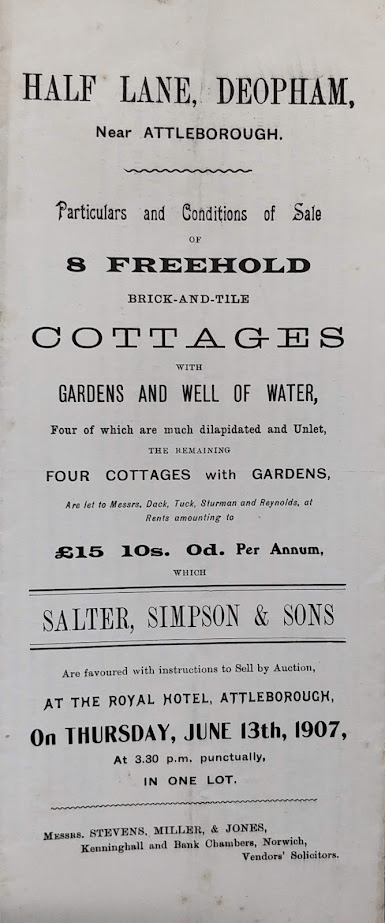 HALF LANE, DEOPHAM,
Near ATTLEBOROUGH.
Particulars and Conditions of Sale
OF
8 FREEHOLD
BRICK-AND-TILE
COTTAGES
WITH
GARDENS AND WELL OF WATER,
Four of which are much dilapidated and Unlet,
THE REMAINING
FOUR COTTAGES with GARDENS,
Are let to Messrs. Dack, Tuck, Sturman and Reynolds, at
Rents amounting to
£15 10s. 0d. Per Annum,
WHICH
SALTER, SIMPSON & SONS
Are favoured with instructions to Sell by Auction,
AT THE ROYAL HOTEL, ATTLEBOROUGH,
On THURSDAY, JUNE 13th, 1907,
At 3.30 p.m. punctually,
IN ONE LOT.
MESSRS. STEVENS, MILLER, & JONES,
Kenninghall and Bank Chambers, Norwich,
Vendors' Solicitors.